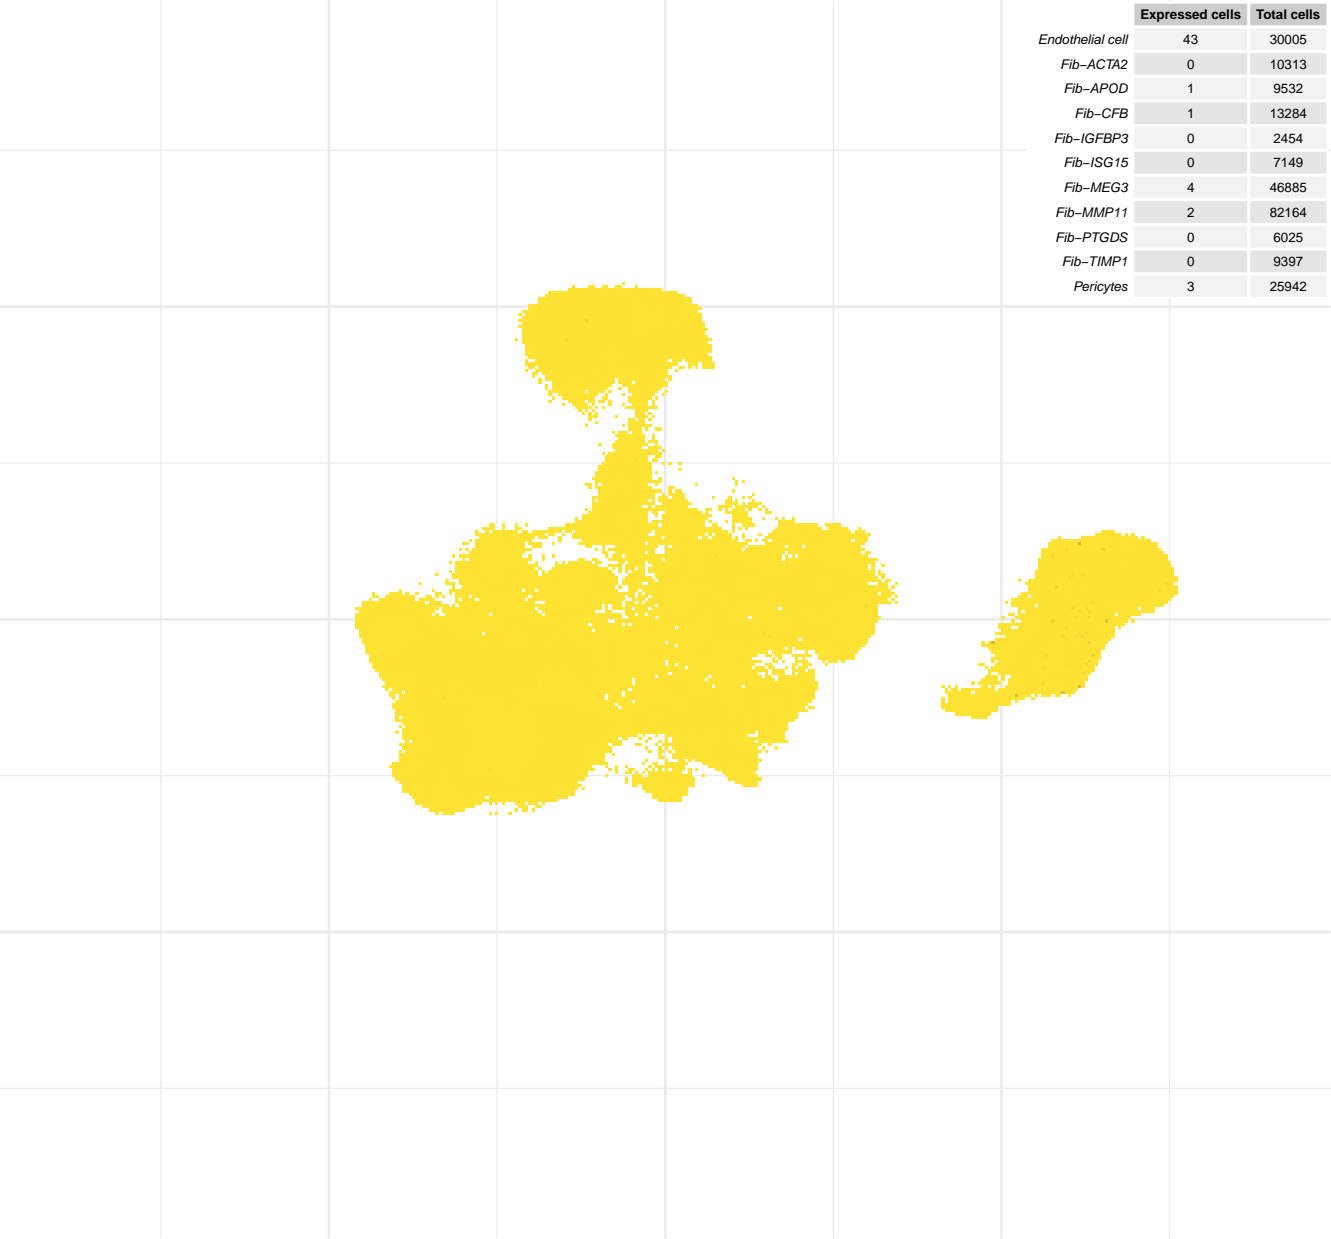 Expressed cells Total cells
Endothelial cell 43 30005
Fib−ACTA2 0 10313
Fib−APOD 1 9532
Fib−CFB 1 13284
Fib−IGFBP3 0 2454
Fib−ISG15 0 7149
Fib−MEG3 4 46885
Fib−MMP11 2 82164
Fib−PTGDS 0 6025
Fib−TIMP1 0 9397
Pericytes 3 25942